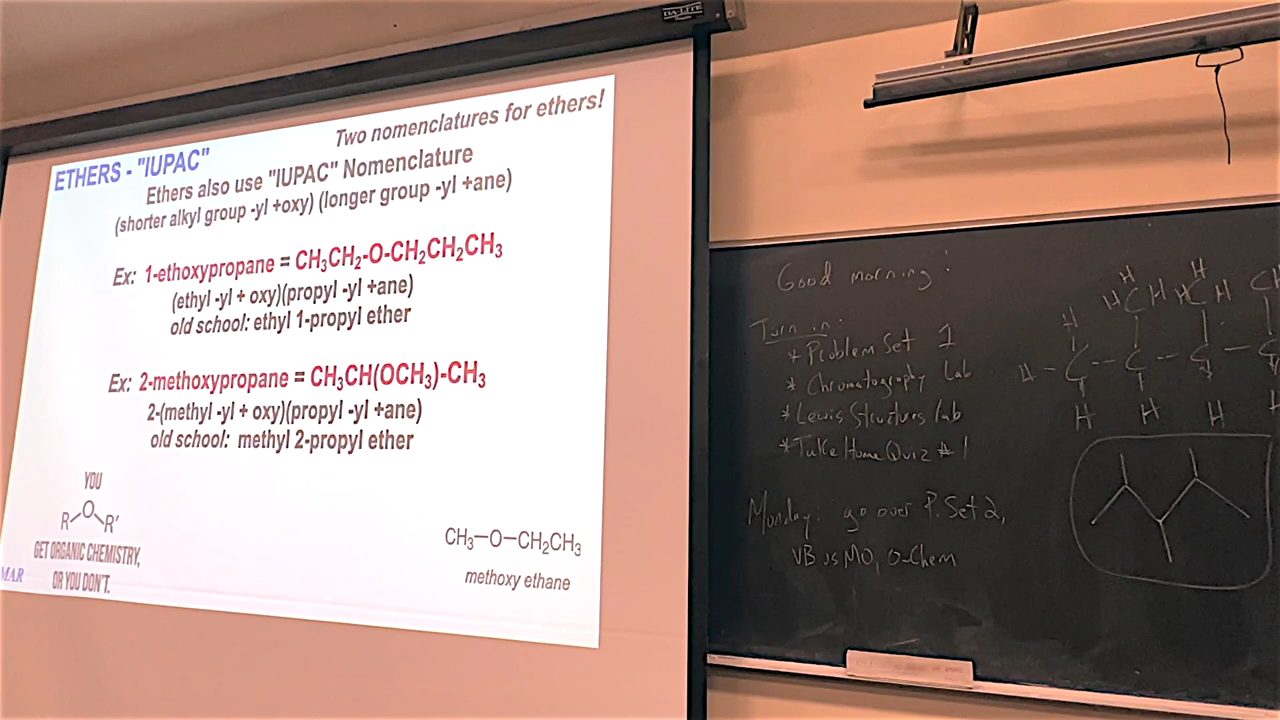 DA-LITE
Two nomenclatures for ethers!
ETHERS - "IUPAC"
Ethers also use "IUPAC" Nomenclature
(shorter alkyl group -yl +oxy) (longer group -yl +ane)
Ex: 1-ethoxypropane = CH₃CH₂-O-CH₂CH₂CH₃
(ethyl -yl + oxy)(propyl -yl +ane)
old school: ethyl 1-propyl ether
Ex: 2-methoxypropane = CH₃CH(OCH₃)-CH₃
2-(methyl -yl + oxy)(propyl -yl +ane)
old school: methyl 2-propyl ether
YOU
R O R'
GET ORGANIC CHEMISTRY,
OR YOU DON'T.
MAR
CH₃—O—CH₂CH₃
methoxy ethane
Good morning!
Turn in:
* Problem Set 1
* Chromatography Lab
* Lewis Structures lab
* Take Home Quiz # 1
Monday: go over P. Set 2,
VB vs MO, O-Chem
H H
H C H H C H C
H
H - C - C - C - C
H H H H